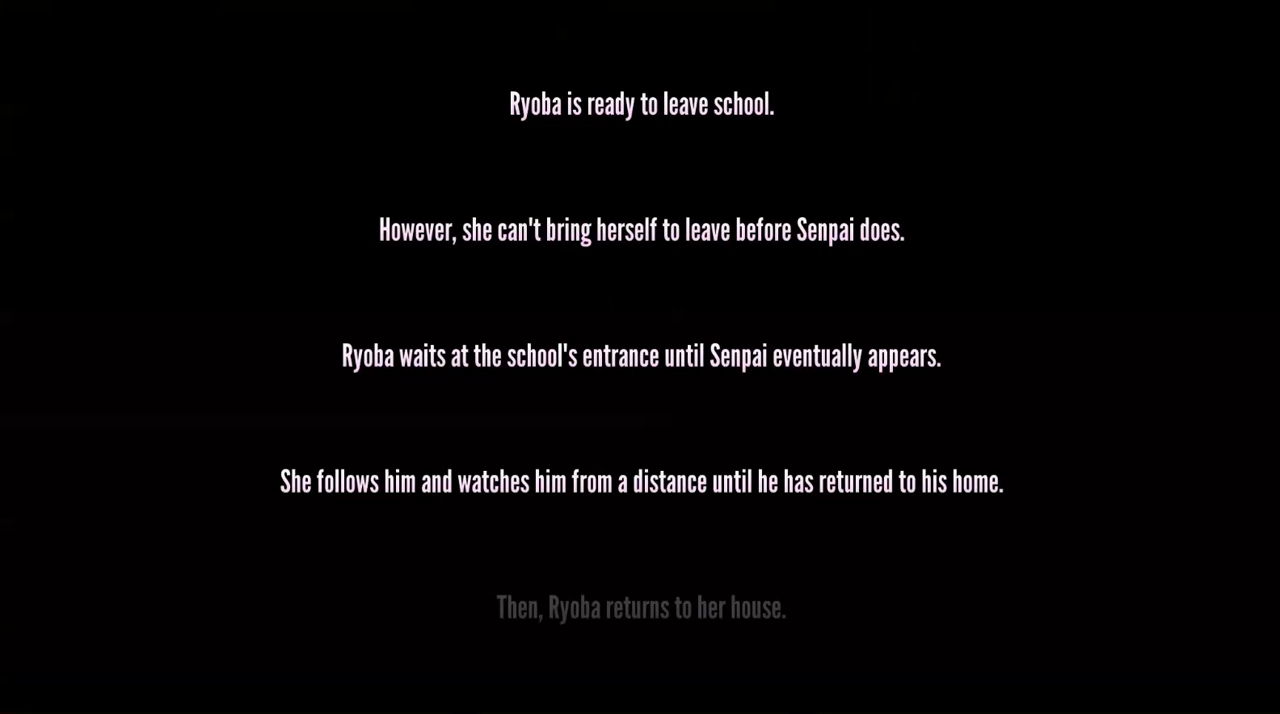 Ryoba is ready to leave school.
However, she can't bring herself to leave before Senpai does.
Ryoba waits at the school's entrance until Senpai eventually appears.
She follows him and watches him from a distance until he has returned to his home.
Then, Ryoba returns to her house.